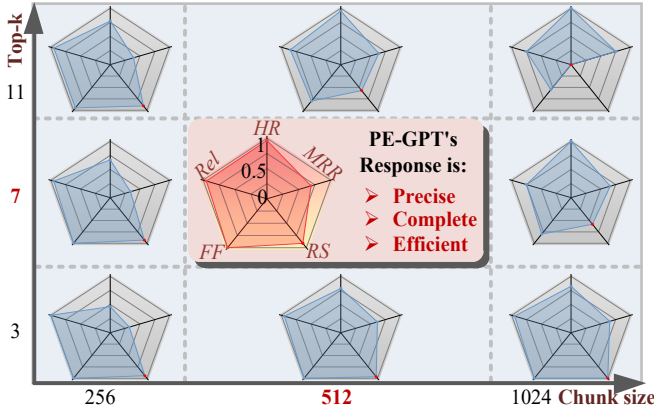 Top-k
11
HR
1
PE-GPT's
Rel
MRR
Response is:
0.5
7
Precise
0
Complete
FF
RS
Efficient
3
256
512
1024
Chunk size